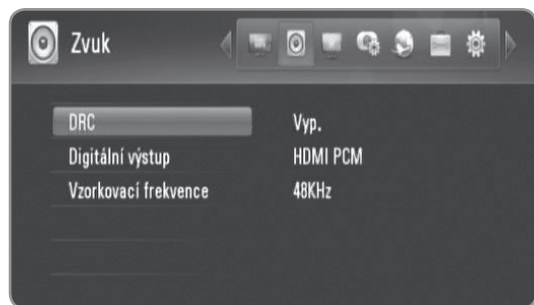 Zvuk
DRC Vyp.
Digitální výstup HDMI PCM
Vzorkovací frekvence 48KHz